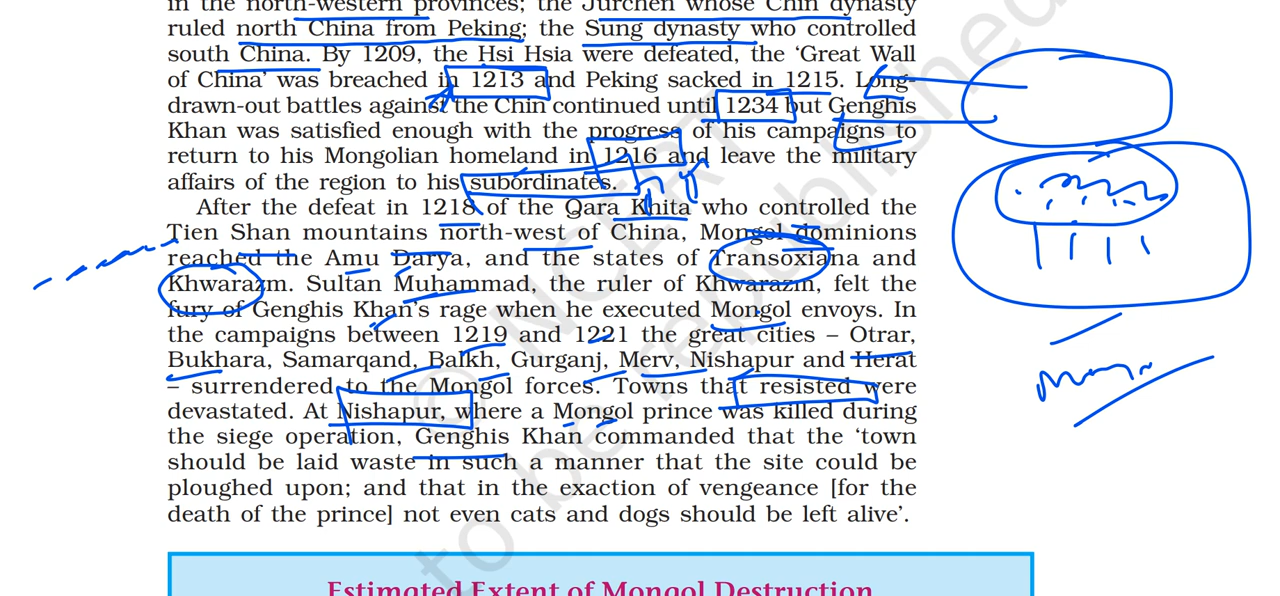 in the north-western provinces; the Jurchen whose Chin dynasty
ruled north China from Peking; the Sung dynasty who controlled
south China. By 1209, the Hsi Hsia were defeated, the ‘Great Wall
of China’ was breached in 1213 and Peking sacked in 1215. Long-
drawn-out battles against the Chin continued until 1234 but Genghis
Khan was satisfied enough with the progress of his campaigns to
return to his Mongolian homeland in 1216 and leave the military
affairs of the region to his subordinates.
After the defeat in 1218 of the Qara Khita who controlled the
Tien Shan mountains north-west of China, Mongol dominions
reached the Amu Darya, and the states of Transoxiana and
Khwarazm. Sultan Muhammad, the ruler of Khwarazm, felt the
fury of Genghis Khan’s rage when he executed Mongol envoys. In
the campaigns between 1219 and 1221 the great cities – Otrar,
Bukhara, Samarqand, Balkh, Gurganj, Merv, Nishapur and Herat
– surrendered to the Mongol forces. Towns that resisted were
devastated. At Nishapur, where a Mongol prince was killed during
the siege operation, Genghis Khan commanded that the ‘town
should be laid waste in such a manner that the site could be
ploughed upon; and that in the exaction of vengeance [for the
death of the prince] not even cats and dogs should be left alive’.
Estimated Extent of Mongol Destruction
© NCERT
to be republished